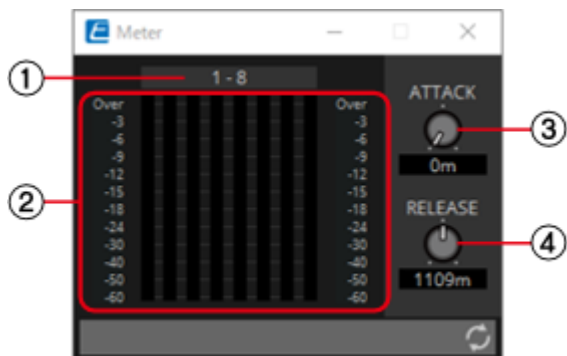 Meter
① 1 - 8
ATTACK
③
0m
RELEASE
④
1109m
②
Over Over
-3 -3
-6 -6
-9 -9
-12 -12
-15 -15
-18 -18
-24 -24
-30 -30
-40 -40
-50 -50
-60 -60